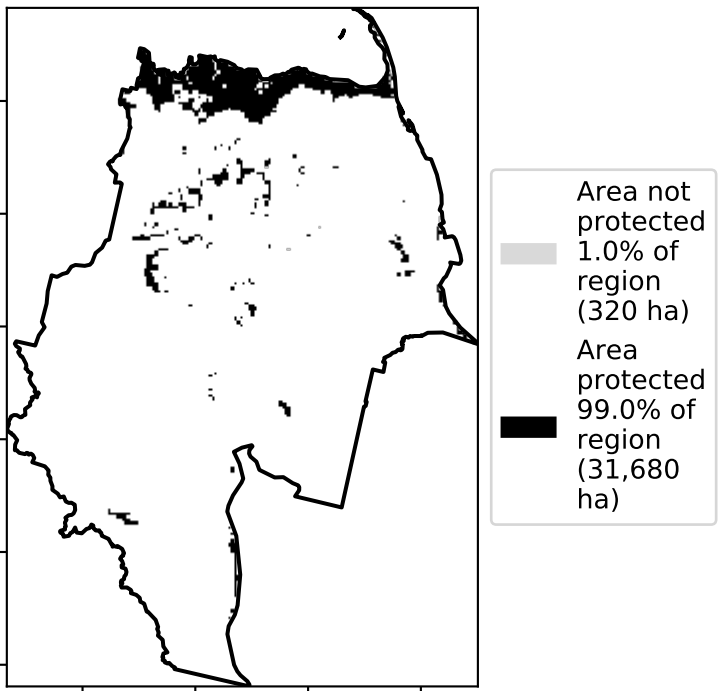 Area not
protected
1.0% of
region
(320 ha)
Area
protected
99.0% of
region
(31,680
ha)